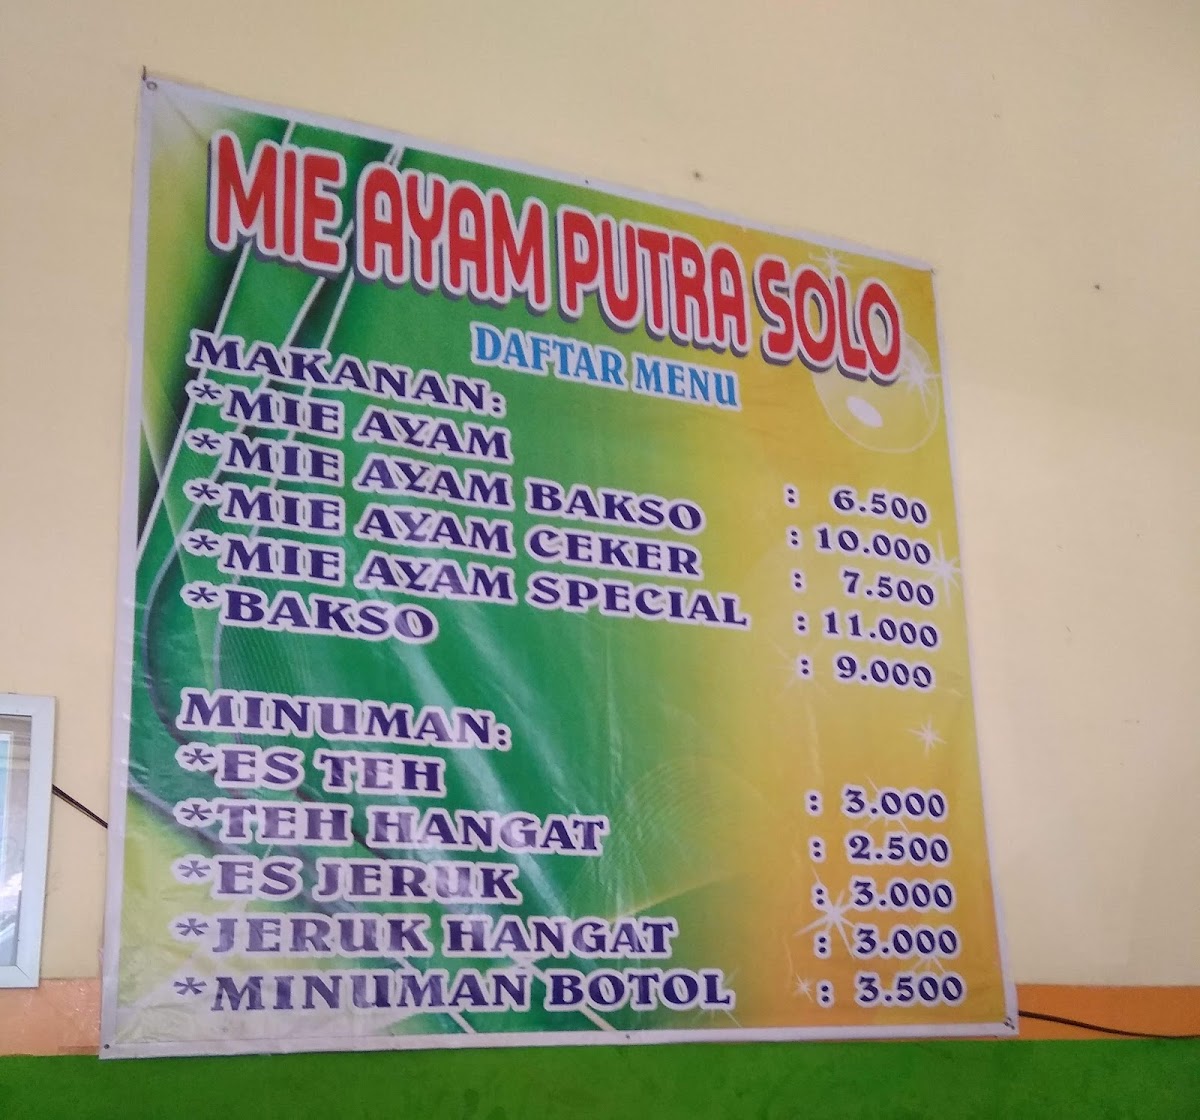 MIE AYAM PUTRA SOLO
DAFTAR MENU
MAKANAN:
*MIE AYAM : 6.500
*MIE AYAM BAKSO : 10.000
*MIE AYAM CEKER : 7.500
*MIE AYAM SPECIAL : 11.000
*BAKSO : 9.000
MINUMAN:
*ES TEH : 3.000
*TEH HANGAT : 2.500
*ES JERUK : 3.000
*JERUK HANGAT : 3.000
*MINUMAN BOTOL : 3.500